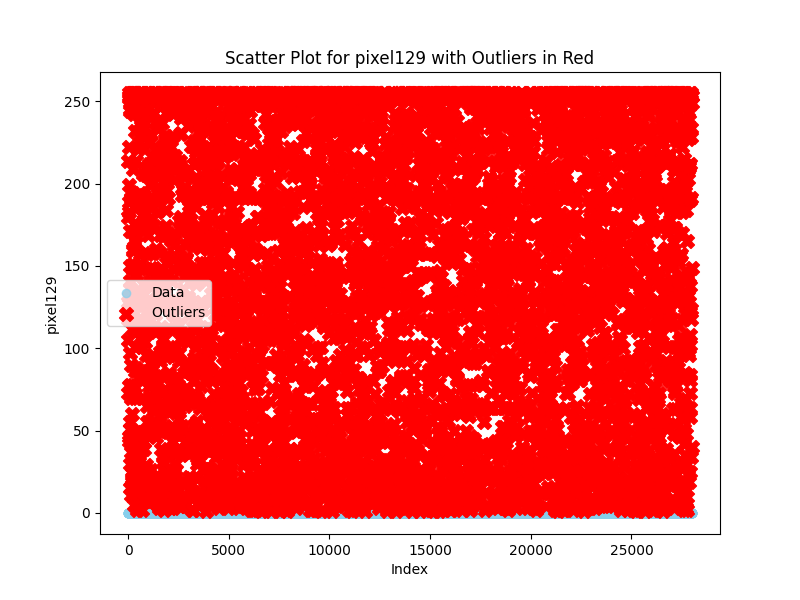 Scatter Plot for pixel129 with Outliers in Red
250
200
150
100
50
0
pixel129
Data
Outliers
0
5000
10000
15000
20000
25000
Index